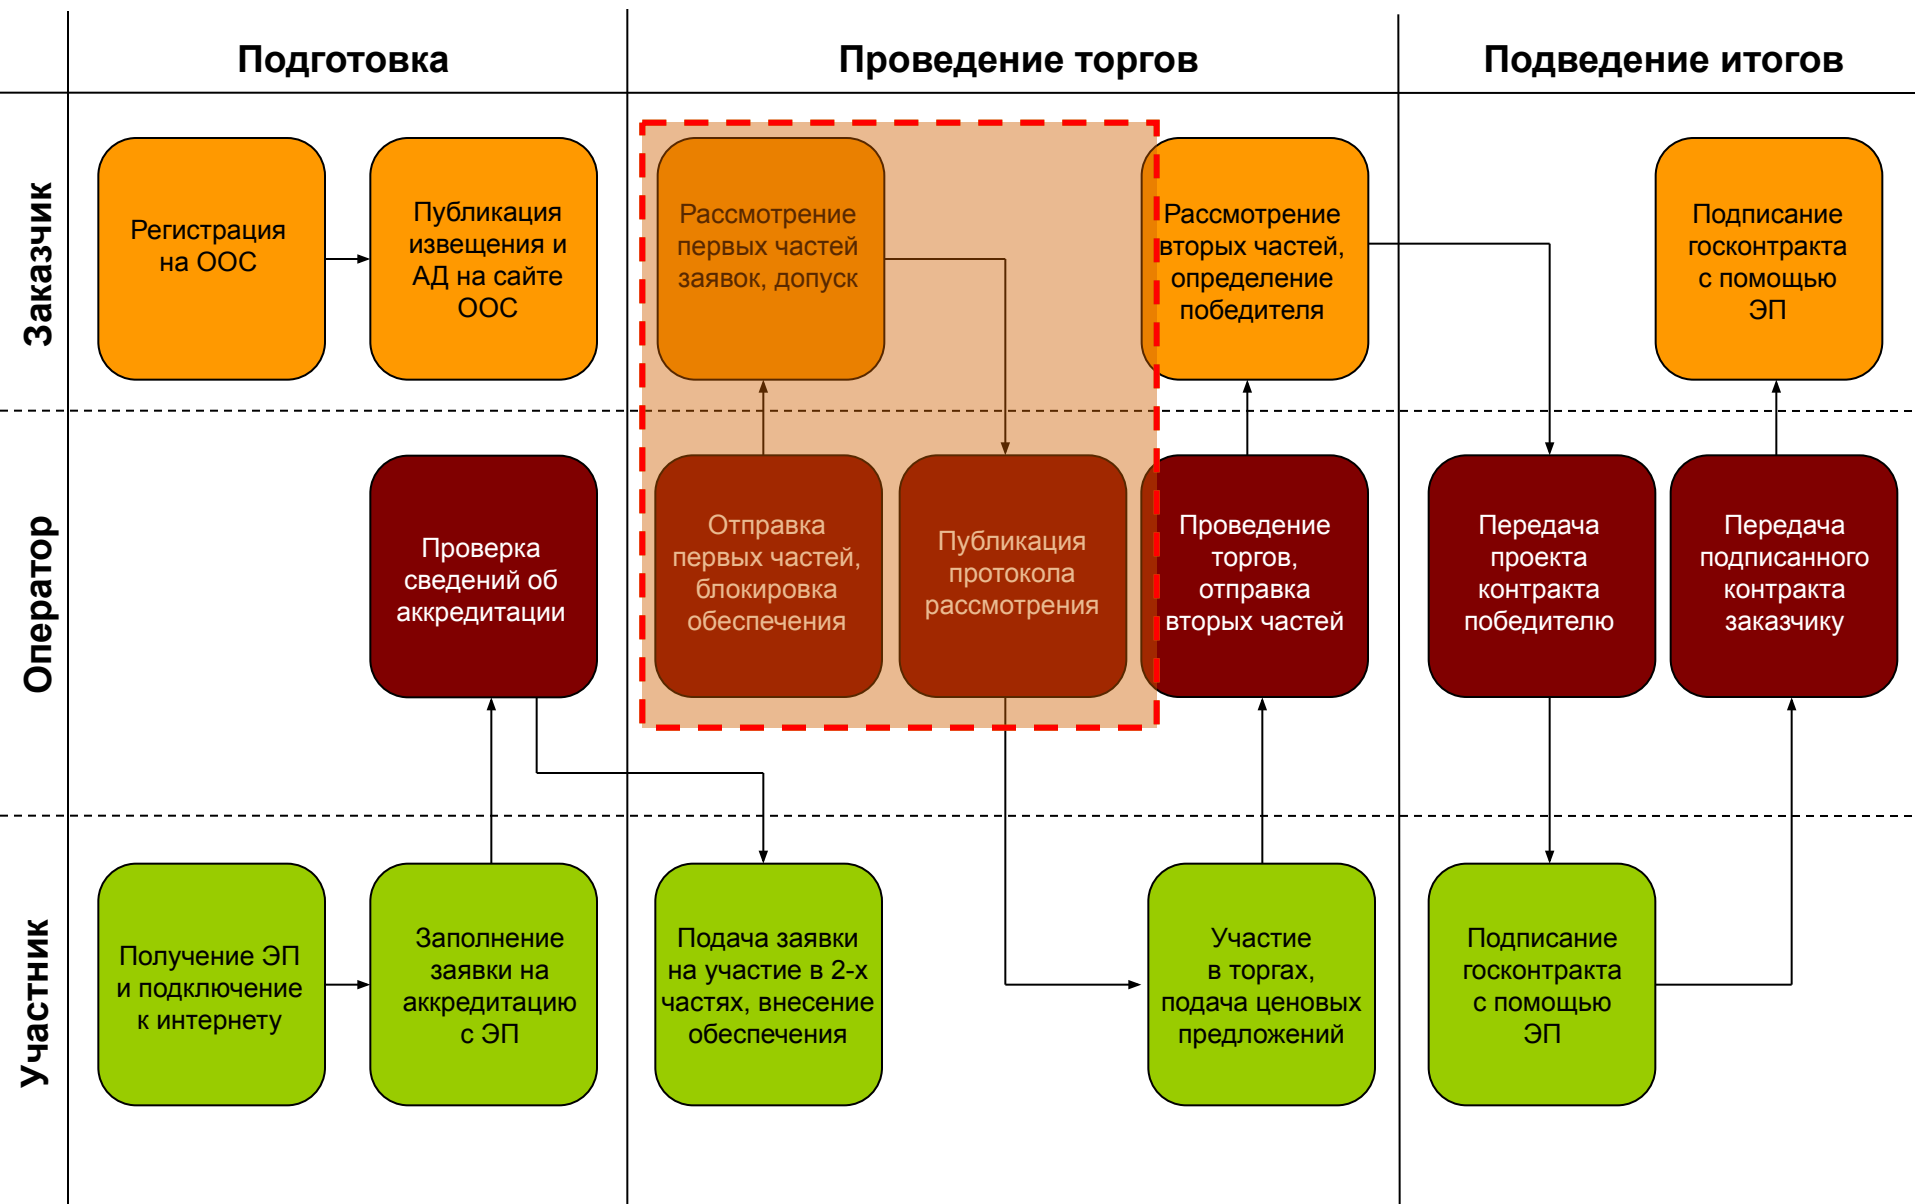 Подготовка
Проведение торгов
Подведение итогов
Заказчик
Регистрация
на ООС
Публикация
извещения и
АД на сайте
ООС
Рассмотрение
первых частей
заявок, допуск
Рассмотрение
вторых частей,
определение
победителя
Подписание
госконтракта
с помощью
ЭП
Оператор
Проверка
сведений об
аккредитации
Отправка
первых частей,
блокировка
обеспечения
Публикация
протокола
рассмотрения
Проведение
торгов,
отправка
вторых частей
Передача
проекта
контракта
победителю
Передача
подписанного
контракта
заказчику
Участник
Получение ЭП
и подключение
к интернету
Заполнение
заявки на
аккредитацию
с ЭП
Подача заявки
на участие в 2-х
частях, внесение
обеспечения
Участие
в торгах,
подача ценовых
предложений
Подписание
госконтракта
с помощью
ЭП